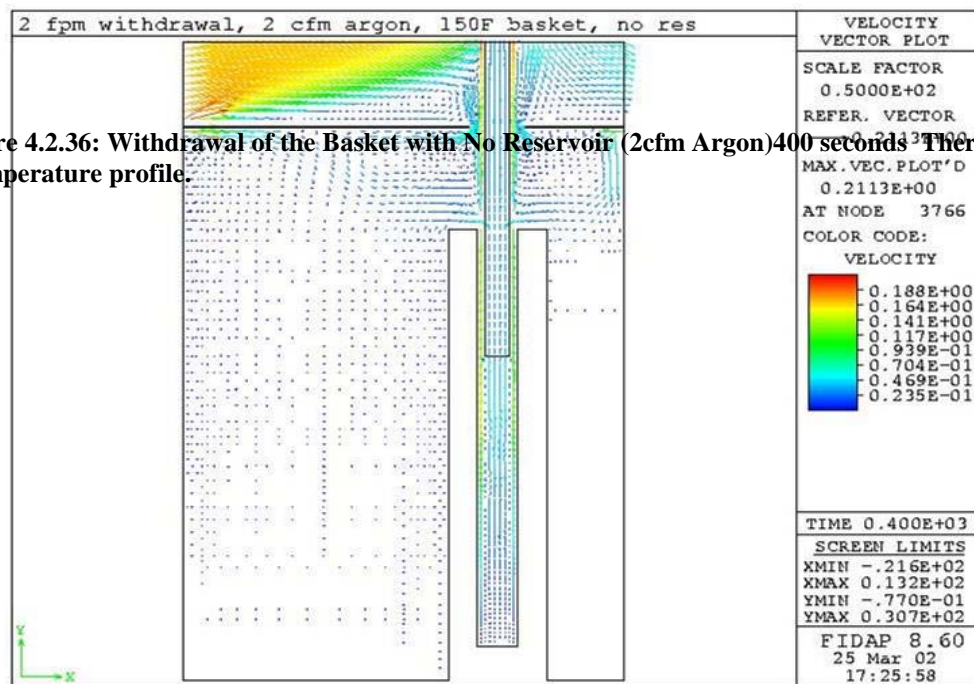 2 fpm withdrawal, 2 cfm argon, 150F basket, no res
re 4.2.36: Withdrawal of the Basket with No Reservoir (2cfm Argon)400 seconds Ther
nperature profile.
VELOCITY
VECTOR PLOT
SCALE FACTOR
0.5000E+02
REFER. VECTOR
MAX.VEC.PLOT'D
0.2113E+00
AT NODE 3766
COLOR CODE:
VELOCITY
0.188E+00
0.164E+00
0.141E+00
0.117E+00
0.939E-01
0.704E-01
0.469E-01
0.235E-01
TIME 0.400E+03
SCREEN LIMITS
XMIN -.216E+02
XMAX 0.132E+02
YMIN -.770E-01
YMAX 0.307E+02
FIDAP 8.60
25 Mar 02
17:25:58
Y
X